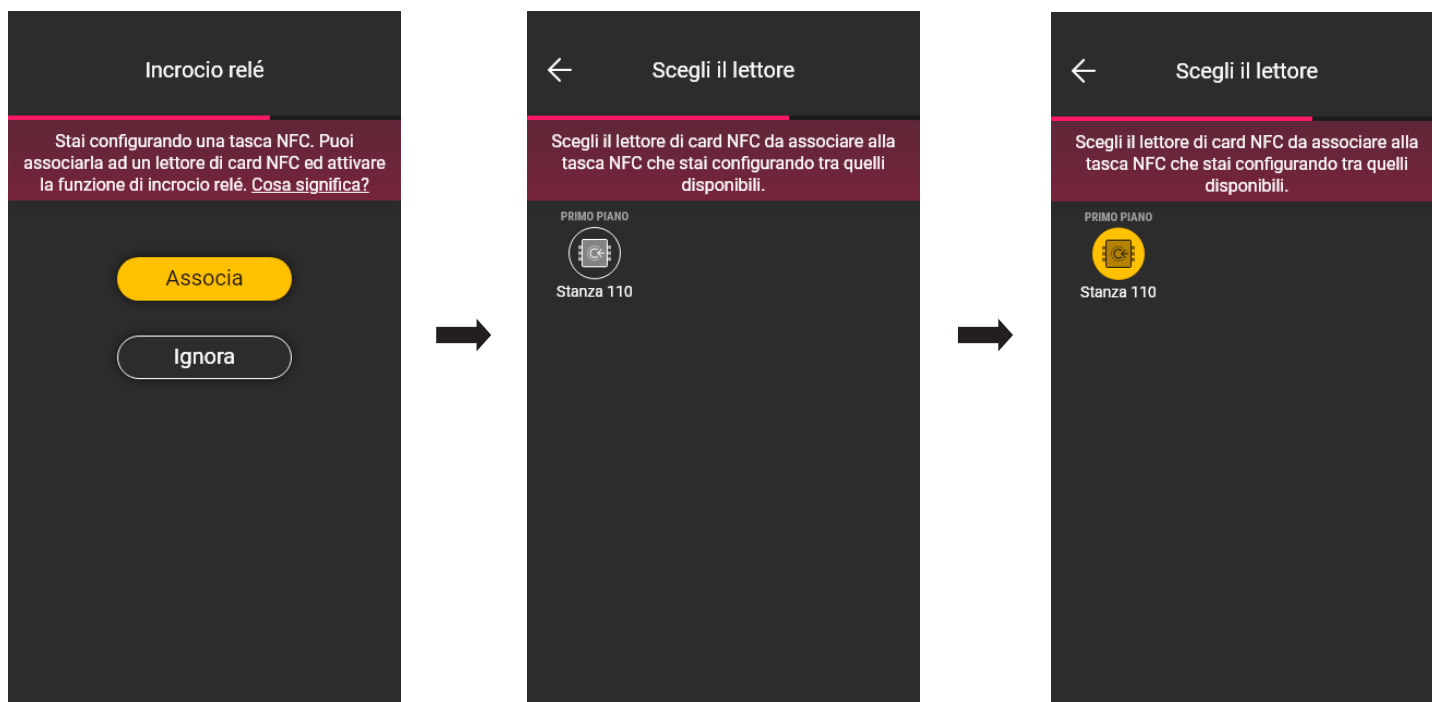 Incrocio relé
Stai configurando una tasca NFC. Puoi
associarla ad un lettore di card NFC ed attivare
la funzione di incrocio relé. Cosa significa?
Associa
Ignora
Scegli il lettore
Scegli il lettore di card NFC da associare alla
tasca NFC che stai configurando tra quelli
disponibili.
PRIMO PIANO
Stanza 110
Scegli il lettore
Scegli il lettore di card NFC da associare alla
tasca NFC che stai configurando tra quelli
disponibili.
PRIMO PIANO
Stanza 110